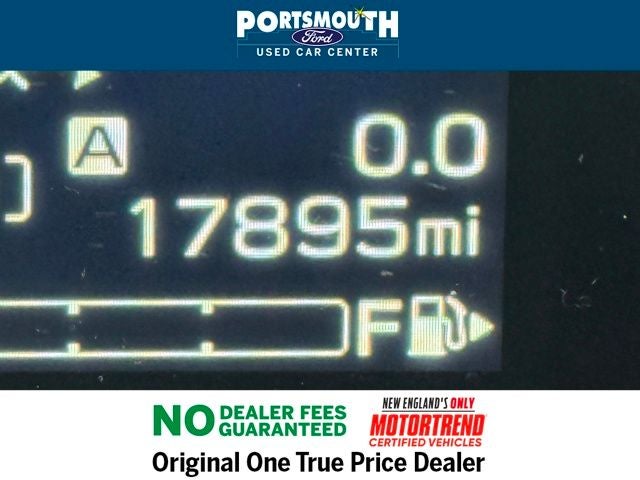 PORTSMOUTH
Ford
USED CAR CENTER
A
0.0
17895mi
F
NO DEALER FEES
GUARANTEED
NEW ENGLAND'S ONLY
MOTORTREND
CERTIFIED VEHICLES
Original One True Price Dealer